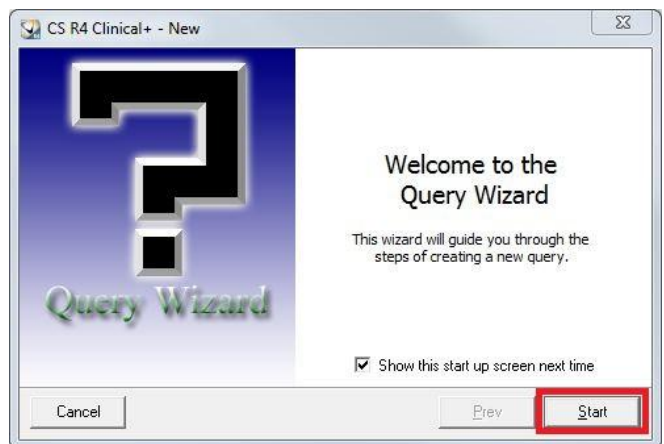 CS R4 Clinical+ - New
?
Query Wizard
Welcome to the
Query Wizard
This wizard will guide you through the
steps of creating a new query.
Show this start up screen next time
Cancel
Prev
Start